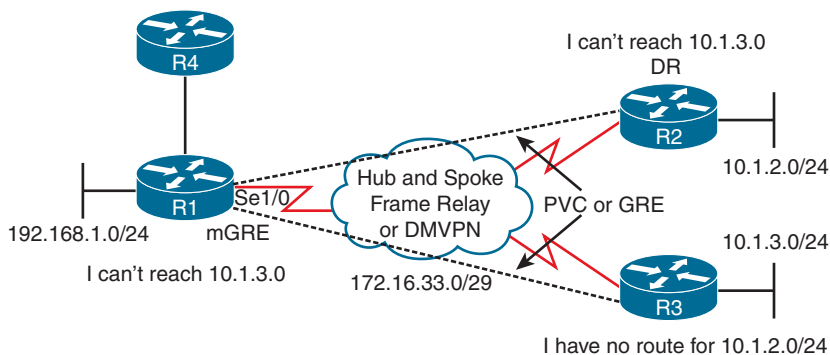 R4
I can't reach 10.1.3.0
DR
R2
10.1.2.0/24
Hub and Spoke
Frame Relay
or DMVPN
PVC or GRE
R1
Se1/0
mGRE
192.168.1.0/24
I can't reach 10.1.3.0
172.16.33.0/29
10.1.3.0/24
R3
I have no route for 10.1.2.0/24